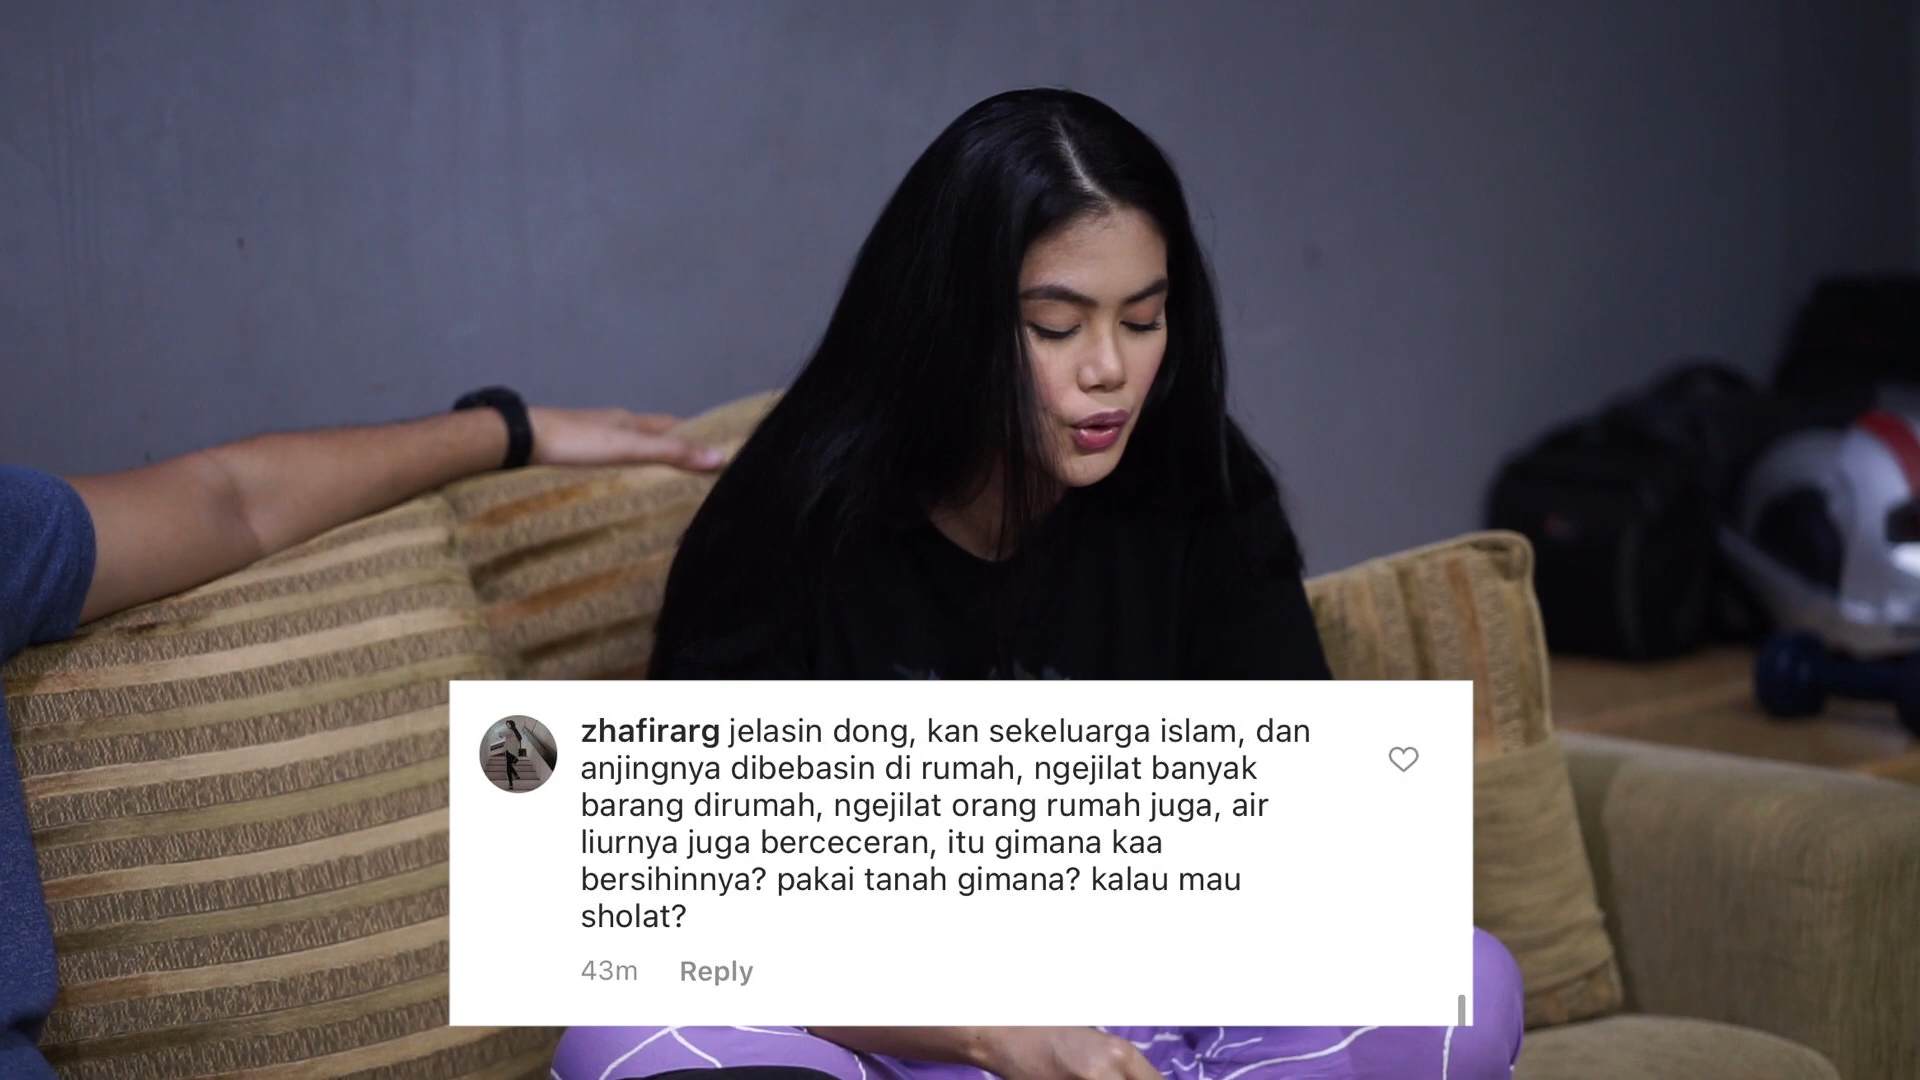 zhafirarg jelasin dong, kan sekeluarga islam, dan
anjingnya dibebasin di rumah, ngejilat banyak
barang dirumah, ngejilat orang rumah juga, air
liurnya juga berceceran, itu gimana kaa
bersihinnya? pakai tanah gimana? kalau mau
sholat?
43m Reply